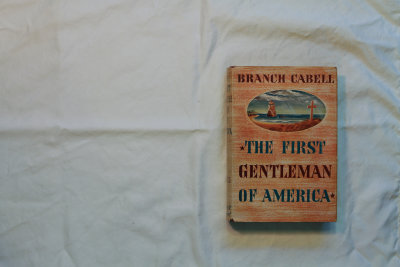 BRANCH CABELL
★THE FIRST
GENTLEMAN
OF AMERICA★